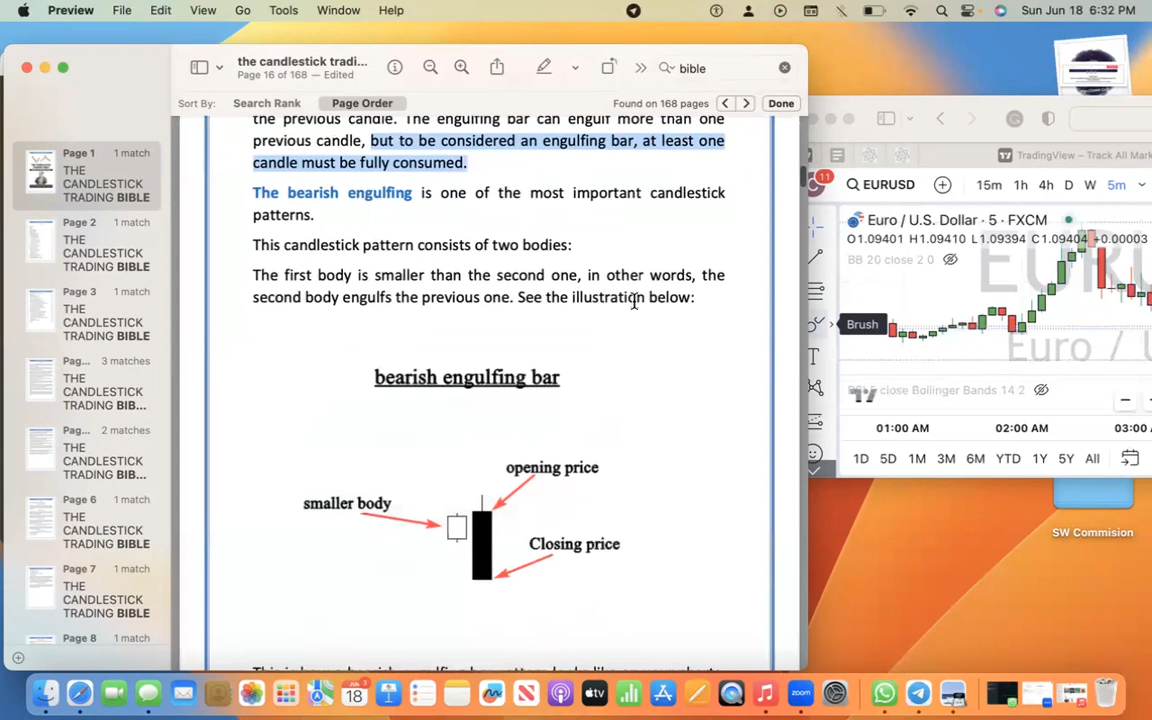 Preview File Edit View Go Tools Window Help Sun Jun 18 6:32 PM
the candlestick tradi...
Page 16 of 168 — Edited
bible
Sort By: Search Rank Page Order Found on 168 pages Done
Page 1 1 match
THE
CANDLESTICK
TRADING BIBLE
Page 2 1 match
THE
CANDLESTICK
TRADING BIBLE
Page 3 1 match
THE
CANDLESTICK
TRADING BIBLE
Pag... 3 matches
THE
CANDLESTICK
TRADING BIB...
Pag... 2 matches
THE
CANDLESTICK
TRADING BIB...
Page 6 1 match
THE
CANDLESTICK
TRADING BIBLE
Page 7 1 match
THE
CANDLESTICK
TRADING BIBLE
Page 8 1 match
the previous candle. The engulfing bar can engulf more than one
previous candle, but to be considered an engulfing bar, at least one
candle must be fully consumed.
The bearish engulfing is one of the most important candlestick
patterns.
This candlestick pattern consists of two bodies:
The first body is smaller than the second one, in other words, the
second body engulfs the previous one. See the illustration below:
bearish engulfing bar
opening price
smaller body
Closing price
TradingView — Track All Mark
11
EURUSD 15m 1h 4h D W 5m
Euro / U.S. Dollar · 5 · FXCM
O1.09401 H1.09410 L1.09394 C1.09404 +0.00003
BB 20 close 2 0
EURU
Euro / U
Brush
close Bollinger Bands 14 2
01:00 AM 02:00 AM 03:00
1D 5D 1M 3M 6M YTD 1Y 5Y All
SW Commision
18
zoom